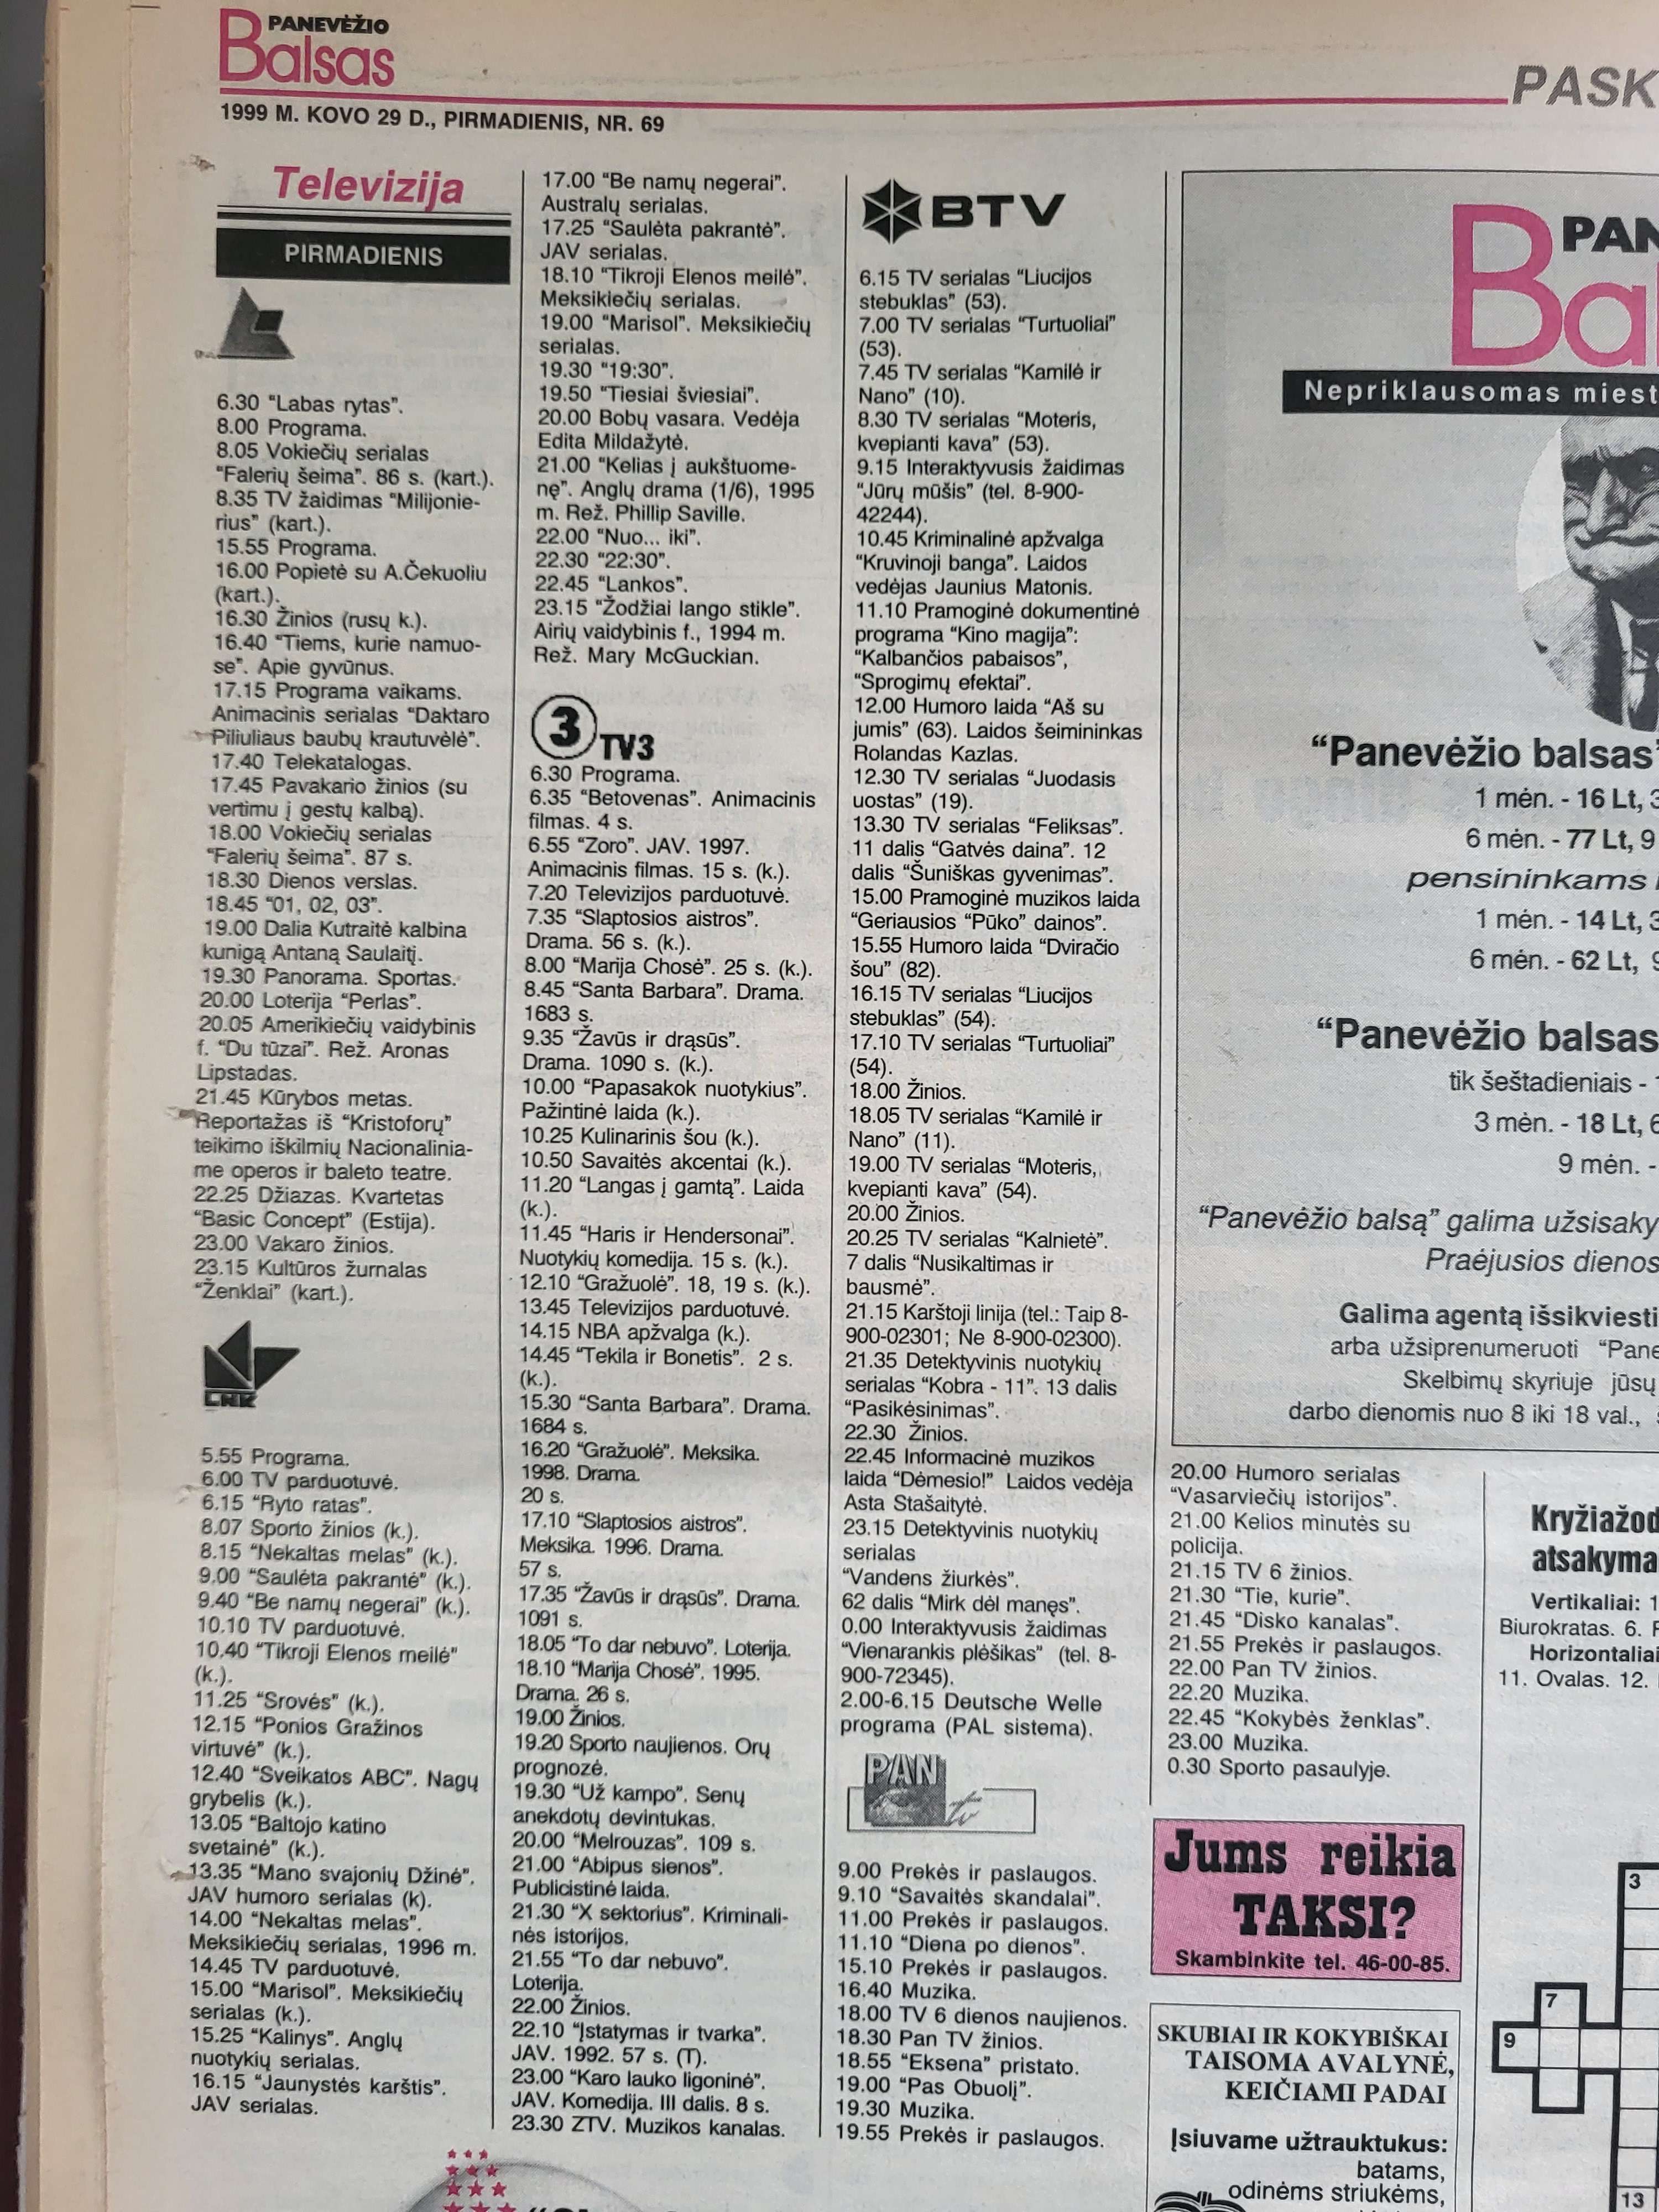 PANEVĖŽIO
Balsas
PASK
1999 M. KOVO 29 D., PIRMADIENIS, NR. 69
Televizija
PIRMADIENIS
6.30 “Labas rytas”.
8.00 Programa.
8.05 Vokiečių serialas
“Falerių šeima”. 86 s. (kart.).
8.35 TV žaidimas “Milijonie-
rius” (kart.).
15.55 Programa.
16.00 Popietė su A.Čekuoliu
(kart.).
16.30 Žinios (rusų k.).
16.40 “Tiems, kurie namuo-
se”. Apie gyvūnus.
17.15 Programa vaikams.
Animacinis serialas “Daktaro
Piliuliaus baubų krautuvėlė”.
17.40 Telekatalogas.
17.45 Pavakario žinios (su
vertimu į gestų kalbą).
18.00 Vokiečių serialas
“Falerių šeima”. 87 s.
18.30 Dienos verslas.
18.45 “01, 02, 03”.
19.00 Dalia Kutraitė kalbina
kunigą Antaną Saulaitį.
19.30 Panorama. Sportas.
20.00 Loterija “Perlas”.
20.05 Amerikiečių vaidybinis
f. “Du tūzai”. Rež. Aronas
Lipstadas.
21.45 Kūrybos metas.
Reportažas iš “Kristoforų”
teikimo iškilmių Nacionalinia-
me operos ir baleto teatre.
22.25 Džiazas. Kvartetas
“Basic Concept” (Estija).
23.00 Vakaro žinios.
23.15 Kultūros žurnalas
“Ženklai” (kart.).
LNK
5.55 Programa.
6.00 TV parduotuvė.
6.15 “Ryto ratas”.
8.07 Sporto žinios (k.).
8.15 “Nekaltas melas” (k.).
9.00 “Saulėta pakrantė” (k.).
9.40 “Be namų negerai” (k.).
10.10 TV parduotuvė.
10.40 “Tikroji Elenos meilė”
(k.).
11.25 “Srovės” (k.).
12.15 “Ponios Gražinos
virtuvė” (k.).
12.40 “Sveikatos ABC”. Nagų
grybelis (k.).
13.05 “Baltojo katino
svetainė” (k.).
13.35 “Mano svajonių Džinė”.
JAV humoro serialas (k).
14.00 “Nekaltas melas”.
Meksikiečių serialas, 1996 m.
14.45 TV parduotuvė.
15.00 “Marisol”. Meksikiečių
serialas (k.).
15.25 “Kalinys”. Anglų
nuotykių serialas.
16.15 “Jaunystės karštis”.
JAV serialas.
17.00 “Be namų negerai”.
Australų serialas.
17.25 “Saulėta pakrantė”.
JAV serialas.
18.10 “Tikroji Elenos meilė”.
Meksikiečių serialas.
19.00 “Marisol”. Meksikiečių
serialas.
19.30 “19:30”.
19.50 “Tiesiai šviesiai”.
20.00 Bobų vasara. Vedėja
Edita Mildažytė.
21.00 “Kelias į aukštuome-
nę”. Anglų drama (1/6), 1995
m. Rež. Phillip Saville.
22.00 “Nuo... iki”.
22.30 “22:30”.
22.45 “Lankos”.
23.15 “Žodžiai lango stikle”.
Airių vaidybinis f., 1994 m.
Rež. Mary McGuckian.
3 TV3
6.30 Programa.
6.35 “Betovenas”. Animacinis
filmas. 4 s.
6.55 “Zoro”. JAV. 1997.
Animacinis filmas. 15 s. (k.).
7.20 Televizijos parduotuvė.
7.35 “Slaptosios aistros”.
Drama. 56 s. (k.).
8.00 “Marija Chosė”. 25 s. (k.).
8.45 “Santa Barbara”. Drama.
1683 s.
9.35 “Žavūs ir drąsūs”.
Drama. 1090 s. (k.).
10.00 “Papasakok nuotykius”.
Pažintinė laida (k.).
10.25 Kulinarinis šou (k.).
10.50 Savaitės akcentai (k.).
11.20 “Langas į gamtą”. Laida
(k.).
11.45 “Haris ir Hendersonai”.
Nuotykių komedija. 15 s. (k.).
12.10 “Gražuolė”. 18, 19 s. (k.).
13.45 Televizijos parduotuvė.
14.15 NBA apžvalga (k.).
14.45 “Tekila ir Bonetis”. 2 s.
(k.).
15.30 “Santa Barbara”. Drama.
1684 s.
16.20 “Gražuolė”. Meksika.
1998. Drama.
20 s.
17.10 “Slaptosios aistros”.
Meksika. 1996. Drama.
57 s.
17.35 “Žavūs ir drąsūs”. Drama.
1091 s.
18.05 “To dar nebuvo”. Loterija.
18.10 “Marija Chosė”. 1995.
Drama. 26 s.
19.00 Žinios.
19.20 Sporto naujienos. Orų
prognozė.
19.30 “Už kampo”. Senų
anekdotų devintukas.
20.00 “Melrouzas”. 109 s.
21.00 “Abipus sienos”.
Publicistinė laida.
21.30 “X sektorius”. Kriminali-
nės istorijos.
21.55 “To dar nebuvo”.
Loterija.
22.00 Žinios.
22.10 “Įstatymas ir tvarka”.
JAV. 1992. 57 s. (T).
23.00 “Karo lauko ligoninė”.
JAV. Komedija. III dalis. 8 s.
23.30 ZTV. Muzikos kanalas.
BTV
6.15 TV serialas “Liucijos
stebuklas” (53).
7.00 TV serialas “Turtuoliai”
(53).
7.45 TV serialas “Kamilė ir
Nano” (10).
8.30 TV serialas “Moteris,
kvepianti kava” (53).
9.15 Interaktyvusis žaidimas
“Jūrų mūšis” (tel. 8-900-
42244).
10.45 Kriminalinė apžvalga
“Kruvinoji banga”. Laidos
vedėjas Jaunius Matonis.
11.10 Pramoginė dokumentinė
programa “Kino magija”:
“Kalbančios pabaisos”,
“Sprogimų efektai”.
12.00 Humoro laida “Aš su
jumis” (63). Laidos šeimininkas
Rolandas Kazlas.
12.30 TV serialas “Juodasis
uostas” (19).
13.30 TV serialas “Feliksas”.
11 dalis “Gatvės daina”. 12
dalis “Šuniškas gyvenimas”.
15.00 Pramoginė muzikos laida
“Geriausios “Pūko” dainos”.
15.55 Humoro laida “Dviračio
šou” (82).
16.15 TV serialas “Liucijos
stebuklas” (54).
17.10 TV serialas “Turtuoliai”
(54).
18.00 Žinios.
18.05 TV serialas “Kamilė ir
Nano” (11).
19.00 TV serialas “Moteris,
kvepianti kava” (54).
20.00 Žinios.
20.25 TV serialas “Kalnietė”.
7 dalis “Nusikaltimas ir
bausmė”.
21.15 Karštoji linija (tel.: Taip 8-
900-02301; Ne 8-900-02300).
21.35 Detektyvinis nuotykių
serialas “Kobra - 11”. 13 dalis
“Pasikėsinimas”.
22.30 Žinios.
22.45 Informacinė muzikos
laida “Dėmesio!” Laidos vedėja
Asta Stašaitytė.
23.15 Detektyvinis nuotykių
serialas
“Vandens žiurkės”.
62 dalis “Mirk dėl manęs”.
0.00 Interaktyvusis žaidimas
“Vienarankis plėšikas” (tel. 8-
900-72345).
2.00-6.15 Deutsche Welle
programa (PAL sistema).
PAN tv
9.00 Prekės ir paslaugos.
9.10 “Savaitės skandalai”.
11.00 Prekės ir paslaugos.
11.10 “Diena po dienos”.
15.10 Prekės ir paslaugos.
16.40 Muzika.
18.00 TV 6 dienos naujienos.
18.30 Pan TV žinios.
18.55 “Eksena” pristato.
19.00 “Pas Obuolį”.
19.30 Muzika.
19.55 Prekės ir paslaugos.
PAN
Bal
Nepriklausomas miest
“Panevėžio balsas”
1 mėn. - 16 Lt, 3
6 mėn. - 77 Lt, 9
pensininkams
1 mėn. - 14 Lt, 3
6 mėn. - 62 Lt, 9
“Panevėžio balsas
tik šeštadieniais - 1
3 mėn. - 18 Lt, 6
9 mėn. -
“Panevėžio balsą” galima užsisaky
Praėjusios dienos
Galima agentą išsikviesti
arba užsiprenumeruoti “Pane
Skelbimų skyriuje jūsų
darbo dienomis nuo 8 iki 18 val.,
20.00 Humoro serialas
“Vasarviečių istorijos”.
21.00 Kelios minutės su
policija.
21.15 TV 6 žinios.
21.30 “Tie, kurie”.
21.45 “Disko kanalas”.
21.55 Prekės ir paslaugos.
22.00 Pan TV žinios.
22.20 Muzika.
22.45 “Kokybės ženklas”.
23.00 Muzika.
0.30 Sporto pasaulyje.
Kryžiažod
atsakyma
Vertikaliai: 1
Biurokratas. 6.
Horizontaliai
11. Ovalas. 12.
Jums reikia
TAKSI?
Skambinkite tel. 46-00-85.
SKUBIAI IR KOKYBIŠKAI
TAISOMA AVALYNĖ,
KEIČIAMI PADAI
Įsiuvame užtrauktukus:
batams,
odinėms striukėms,
3
7
9
13